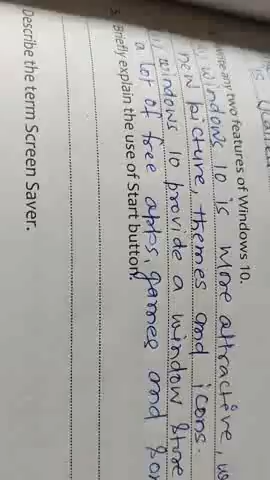 Write any two features of Windows 10.
Windows 10 is more attractive,
new picture, themes and icons.
(ii) windows 10 provide a window store
a lot of free apps, games and
3. Briefly explain the use of Start button.
Describe the term Screen Saver.